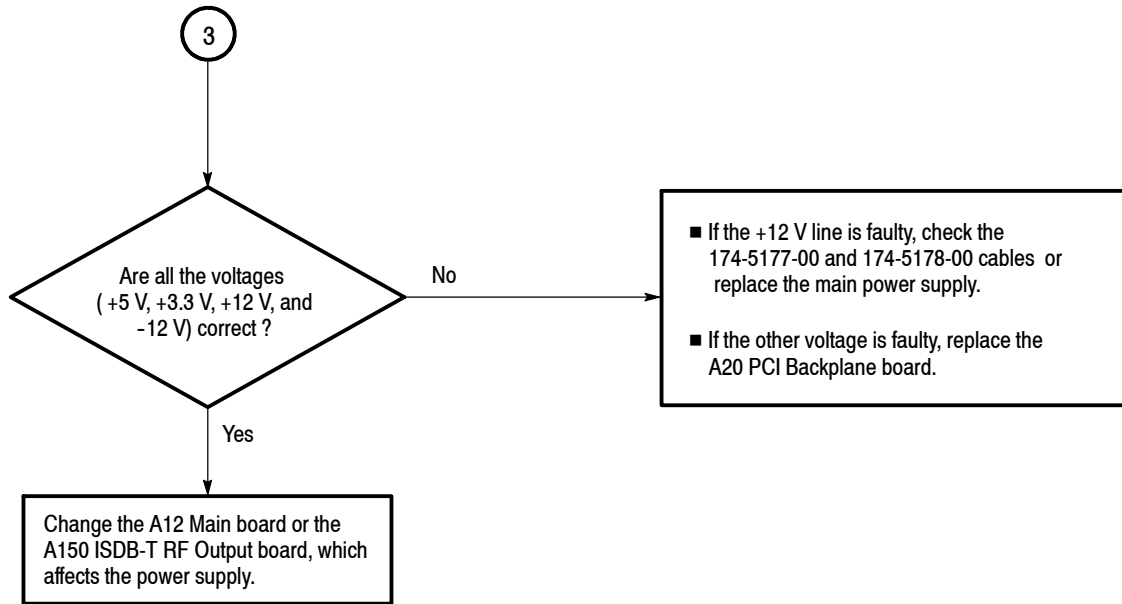 3
Are all the voltages
( +5 V, +3.3 V, +12 V, and
-12 V) correct ?
No
■ If the +12 V line is faulty, check the
174-5177-00 and 174-5178-00 cables or
replace the main power supply.
■ If the other voltage is faulty, replace the
A20 PCI Backplane board.
Yes
Change the A12 Main board or the
A150 ISDB-T RF Output board, which
affects the power supply.